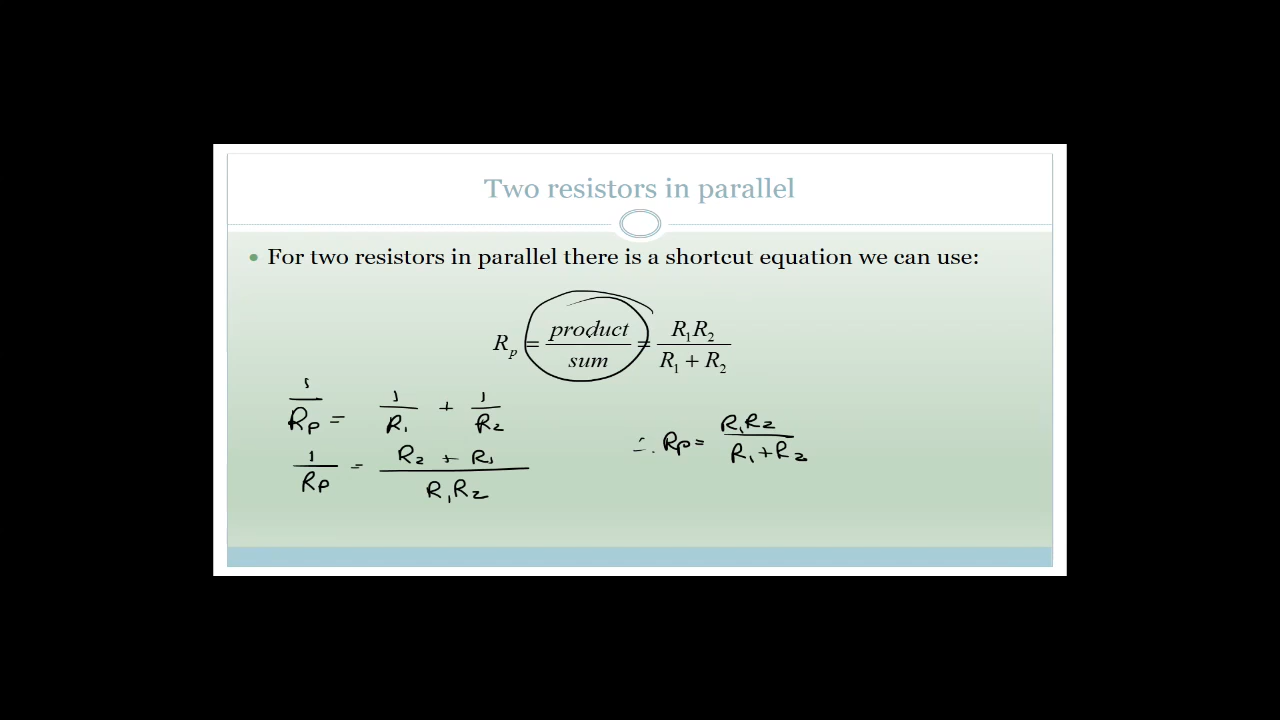 Two resistors in parallel
• For two resistors in parallel there is a shortcut equation we can use:
Rₚ = product/sum = R₁R₂/(R₁ + R₂)
1/Rₚ = 1/R₁ + 1/R₂
1/Rₚ = (R₂ + R₁)/(R₁R₂)
∴ Rₚ = R₁R₂/(R₁+R₂)